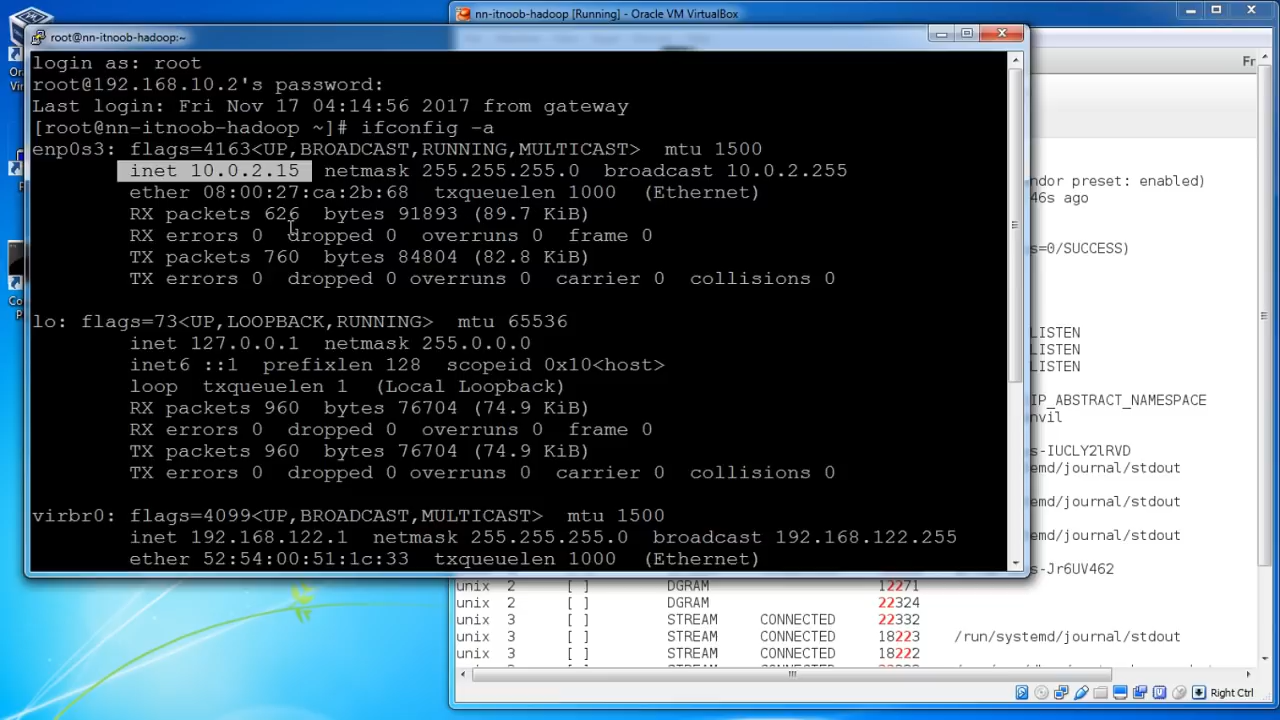 nn-itnoob-hadoop [Running] - Oracle VM VirtualBox
root@nn-itnoob-hadoop:~
login as: root
root@192.168.10.2's password:
Last login: Fri Nov 17 04:14:56 2017 from gateway
[root@nn-itnoob-hadoop ~]# ifconfig -a
enp0s3: flags=4163<UP,BROADCAST,RUNNING,MULTICAST>  mtu 1500
inet 10.0.2.15  netmask 255.255.255.0  broadcast 10.0.2.255
ether 08:00:27:ca:2b:68  txqueuelen 1000  (Ethernet)
RX packets 626  bytes 91893 (89.7 KiB)
RX errors 0  dropped 0  overruns 0  frame 0
TX packets 760  bytes 84804 (82.8 KiB)
TX errors 0  dropped 0 overruns 0  carrier 0  collisions 0
lo: flags=73<UP,LOOPBACK,RUNNING>  mtu 65536
inet 127.0.0.1  netmask 255.0.0.0
inet6 ::1  prefixlen 128  scopeid 0x10<host>
loop  txqueuelen 1  (Local Loopback)
RX packets 960  bytes 76704 (74.9 KiB)
RX errors 0  dropped 0  overruns 0  frame 0
TX packets 960  bytes 76704 (74.9 KiB)
TX errors 0  dropped 0 overruns 0  carrier 0  collisions 0
virbr0: flags=4099<UP,BROADCAST,MULTICAST>  mtu 1500
inet 192.168.122.1  netmask 255.255.255.0  broadcast 192.168.122.255
ether 52:54:00:51:1c:33  txqueuelen 1000  (Ethernet)
Fr
ndor preset: enabled)
46s ago
=0/SUCCESS)
LISTEN
LISTEN
LISTEN
IP_ABSTRACT_NAMESPACE
nvil
s-IUCLY2lRVD
temd/journal/stdout
temd/journal/stdout
temd/journal/stdout
s-Jr6UV462
unix  2  [ ]  DGRAM  12271
unix  2  [ ]  DGRAM  22324
unix  3  [ ]  STREAM  CONNECTED  22332
unix  3  [ ]  STREAM  CONNECTED  18223  /run/systemd/journal/stdout
unix  3  [ ]  STREAM  CONNECTED  18222
Right Ctrl